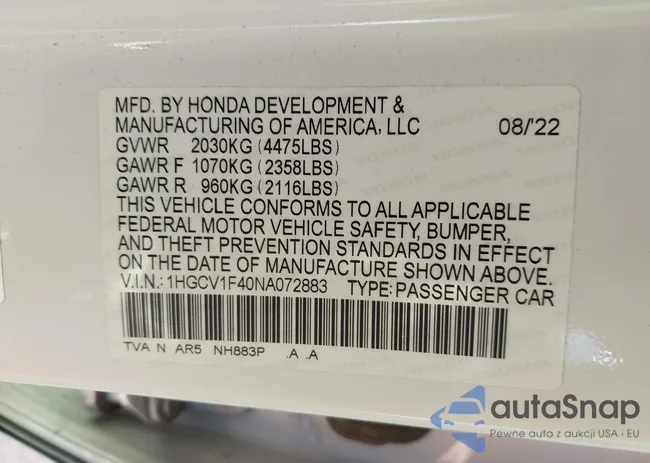 MFD. BY HONDA DEVELOPMENT &
MANUFACTURING OF AMERICA, LLC 08/'22
GVWR 2030KG (4475LBS)
GAWR F 1070KG (2358LBS)
GAWR R 960KG (2116LBS)
THIS VEHICLE CONFORMS TO ALL APPLICABLE
FEDERAL MOTOR VEHICLE SAFETY, BUMPER,
AND THEFT PREVENTION STANDARDS IN EFFECT
ON THE DATE OF MANUFACTURE SHOWN ABOVE.
V.I.N.: 1HGCV1F40NA072883 TYPE: PASSENGER CAR
TVA N AR5 NH883P .A .A
autaSnap
Pewne auta z aukcji USA i EU